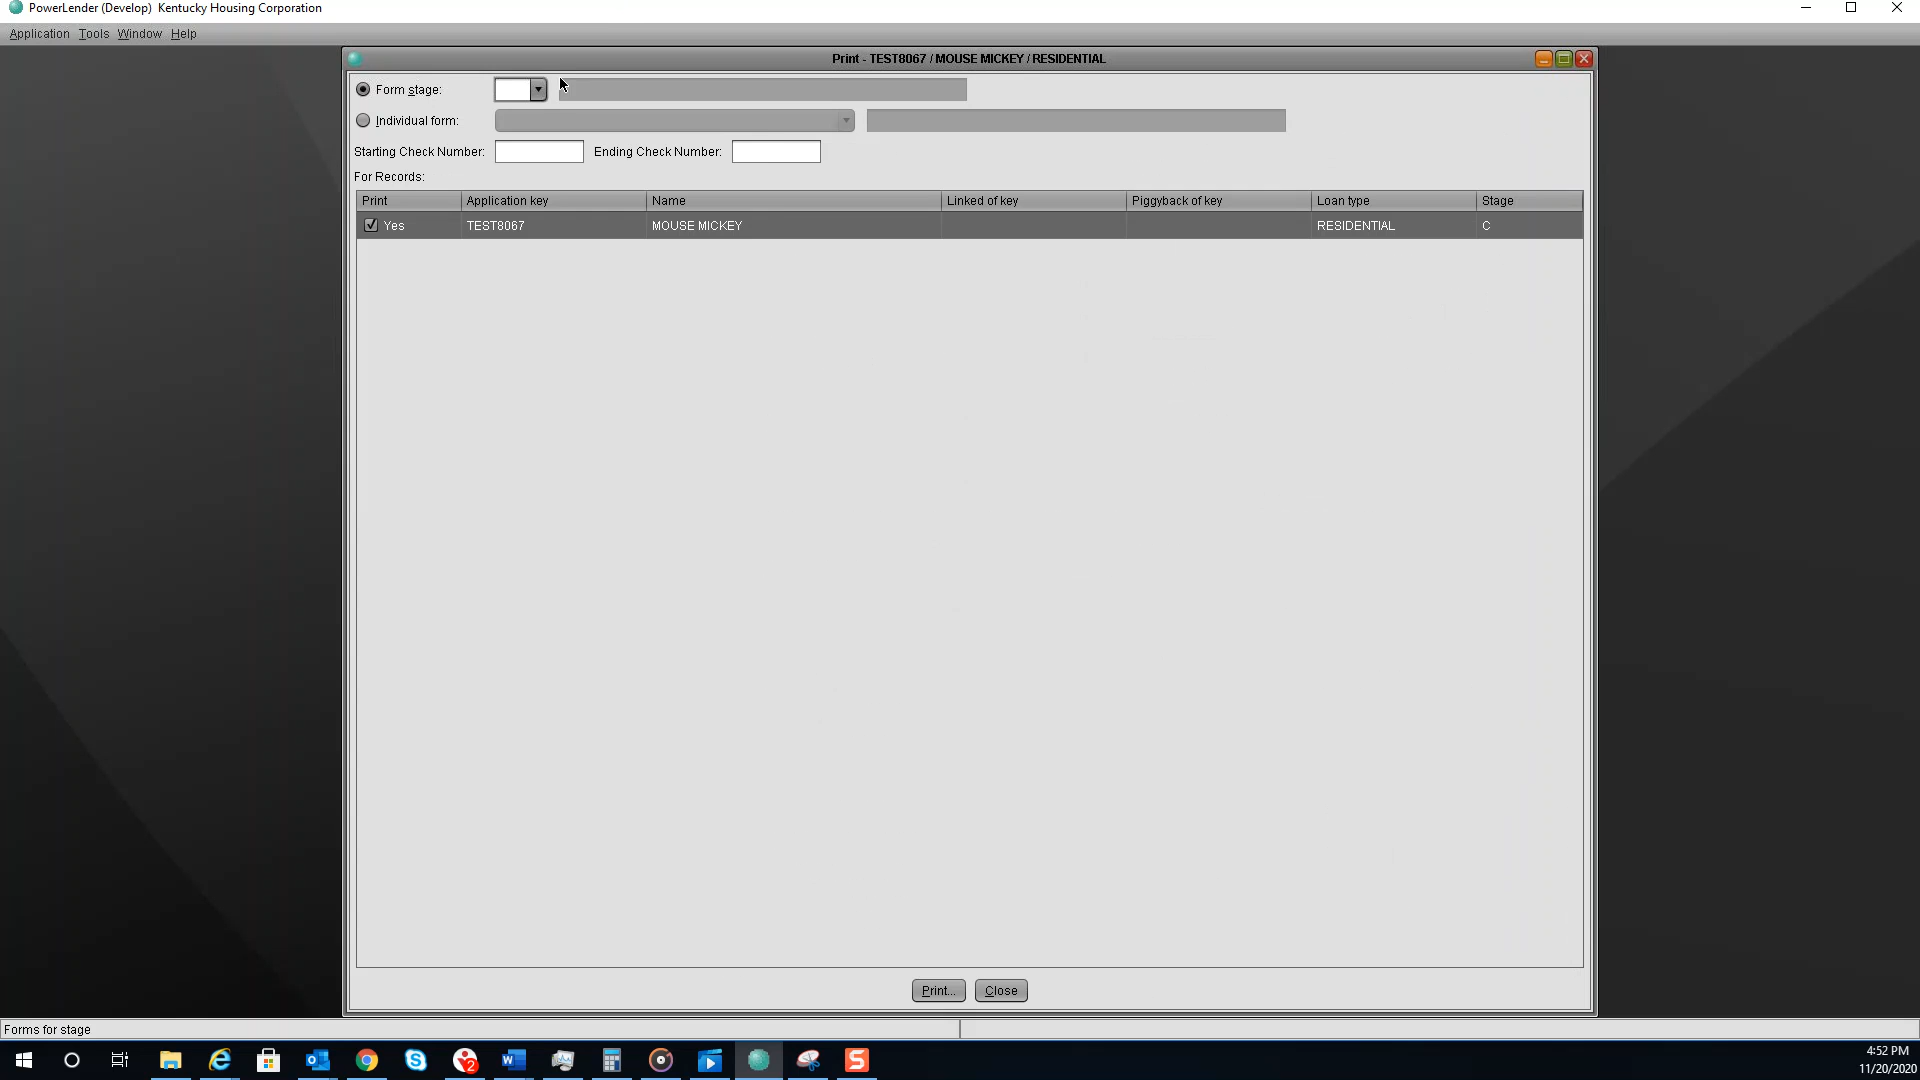 PowerLender (Develop) Kentucky Housing Corporation
Application Tools Window Help
Print - TEST8067 / MOUSE MICKEY / RESIDENTIAL
Form stage:
Individual form:
Starting Check Number: Ending Check Number:
For Records:
Print Application key Name Linked of key Piggyback of key Loan type Stage
Yes TEST8067 MOUSE MICKEY RESIDENTIAL C
Print... Close
Forms for stage
4:52 PM
11/20/2020